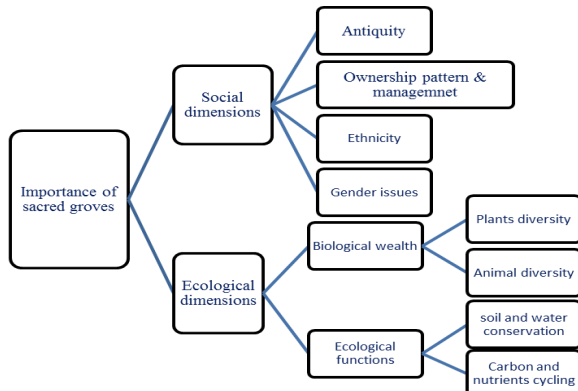 Antiquity
Social
dimensions
Ownership pattern &
managemnet
Ethnicity
Gender issues
Importance of
sacred groves
Ecological
dimensions
Biological wealth
Plants diversity
Animal diversity
Ecological
functions
soil and water
conservation
Carbon and
nutrients cycling